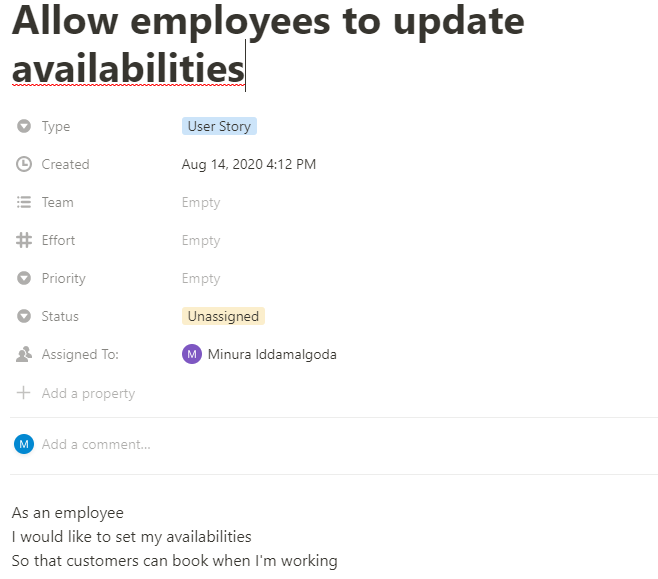 Allow employees to update
availabilities
Type User Story
Created Aug 14, 2020 4:12 PM
Team Empty
Effort Empty
Priority Empty
Status Unassigned
Assigned To: M Minura Iddamalgoda
Add a property
M Add a comment...
As an employee
I would like to set my availabilities
So that customers can book when I'm working